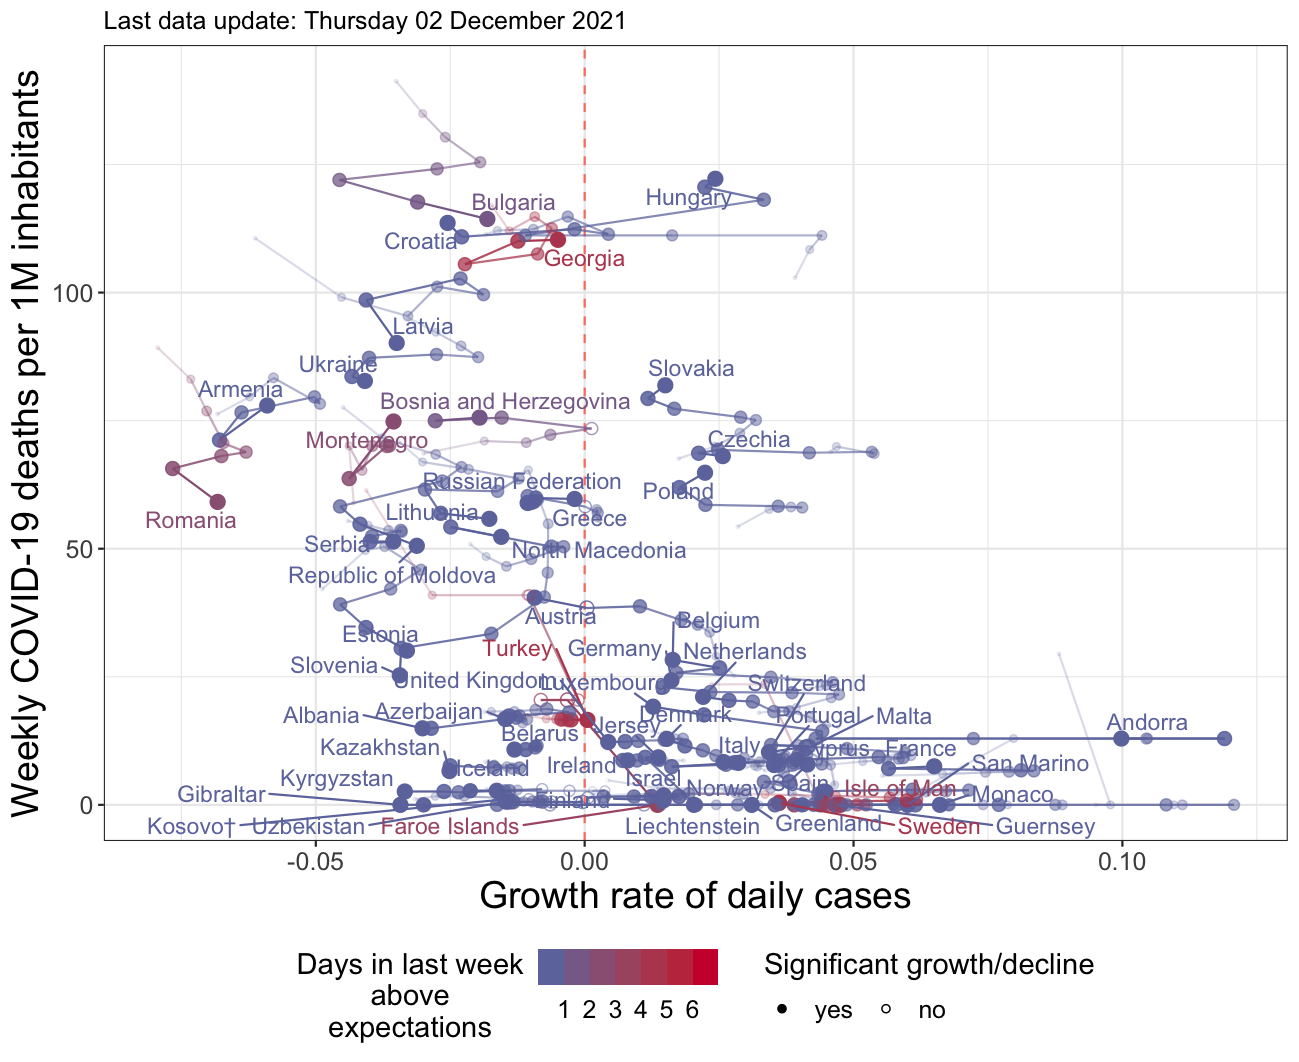 Last data update: Thursday 02 December 2021
Weekly COVID-19 deaths per 1M inhabitants
100
50
0
Hungary
Bulgaria
Croatia
Georgia
Latvia
Ukraine
Slovakia
Armenia
Bosnia and Herzegovina
Montenegro
Czechia
Russian Federation
Poland
Romania
Lithuania
Greece
Serbia
North Macedonia
Republic of Moldova
Austria
Belgium
Estonia
Turkey
Germany
Netherlands
Slovenia
United Kingdom
Luxembourg
Switzerland
Albania
Azerbaijan
Denmark
Portugal
Malta
Andorra
Jersey
Belarus
Kazakhstan
Italy
Cyprus
France
Iceland
Ireland
San Marino
Kyrgyzstan
Israel
Norway
Spain
Isle of Man
Gibraltar
Finland
Monaco
Kosovo†
Uzbekistan
Faroe Islands
Liechtenstein
Greenland
Sweden
Guernsey
-0.05
0.00
0.05
0.10
Growth rate of daily cases
Days in last week
above
expectations
1 2 3 4 5 6
Significant growth/decline
yes
no